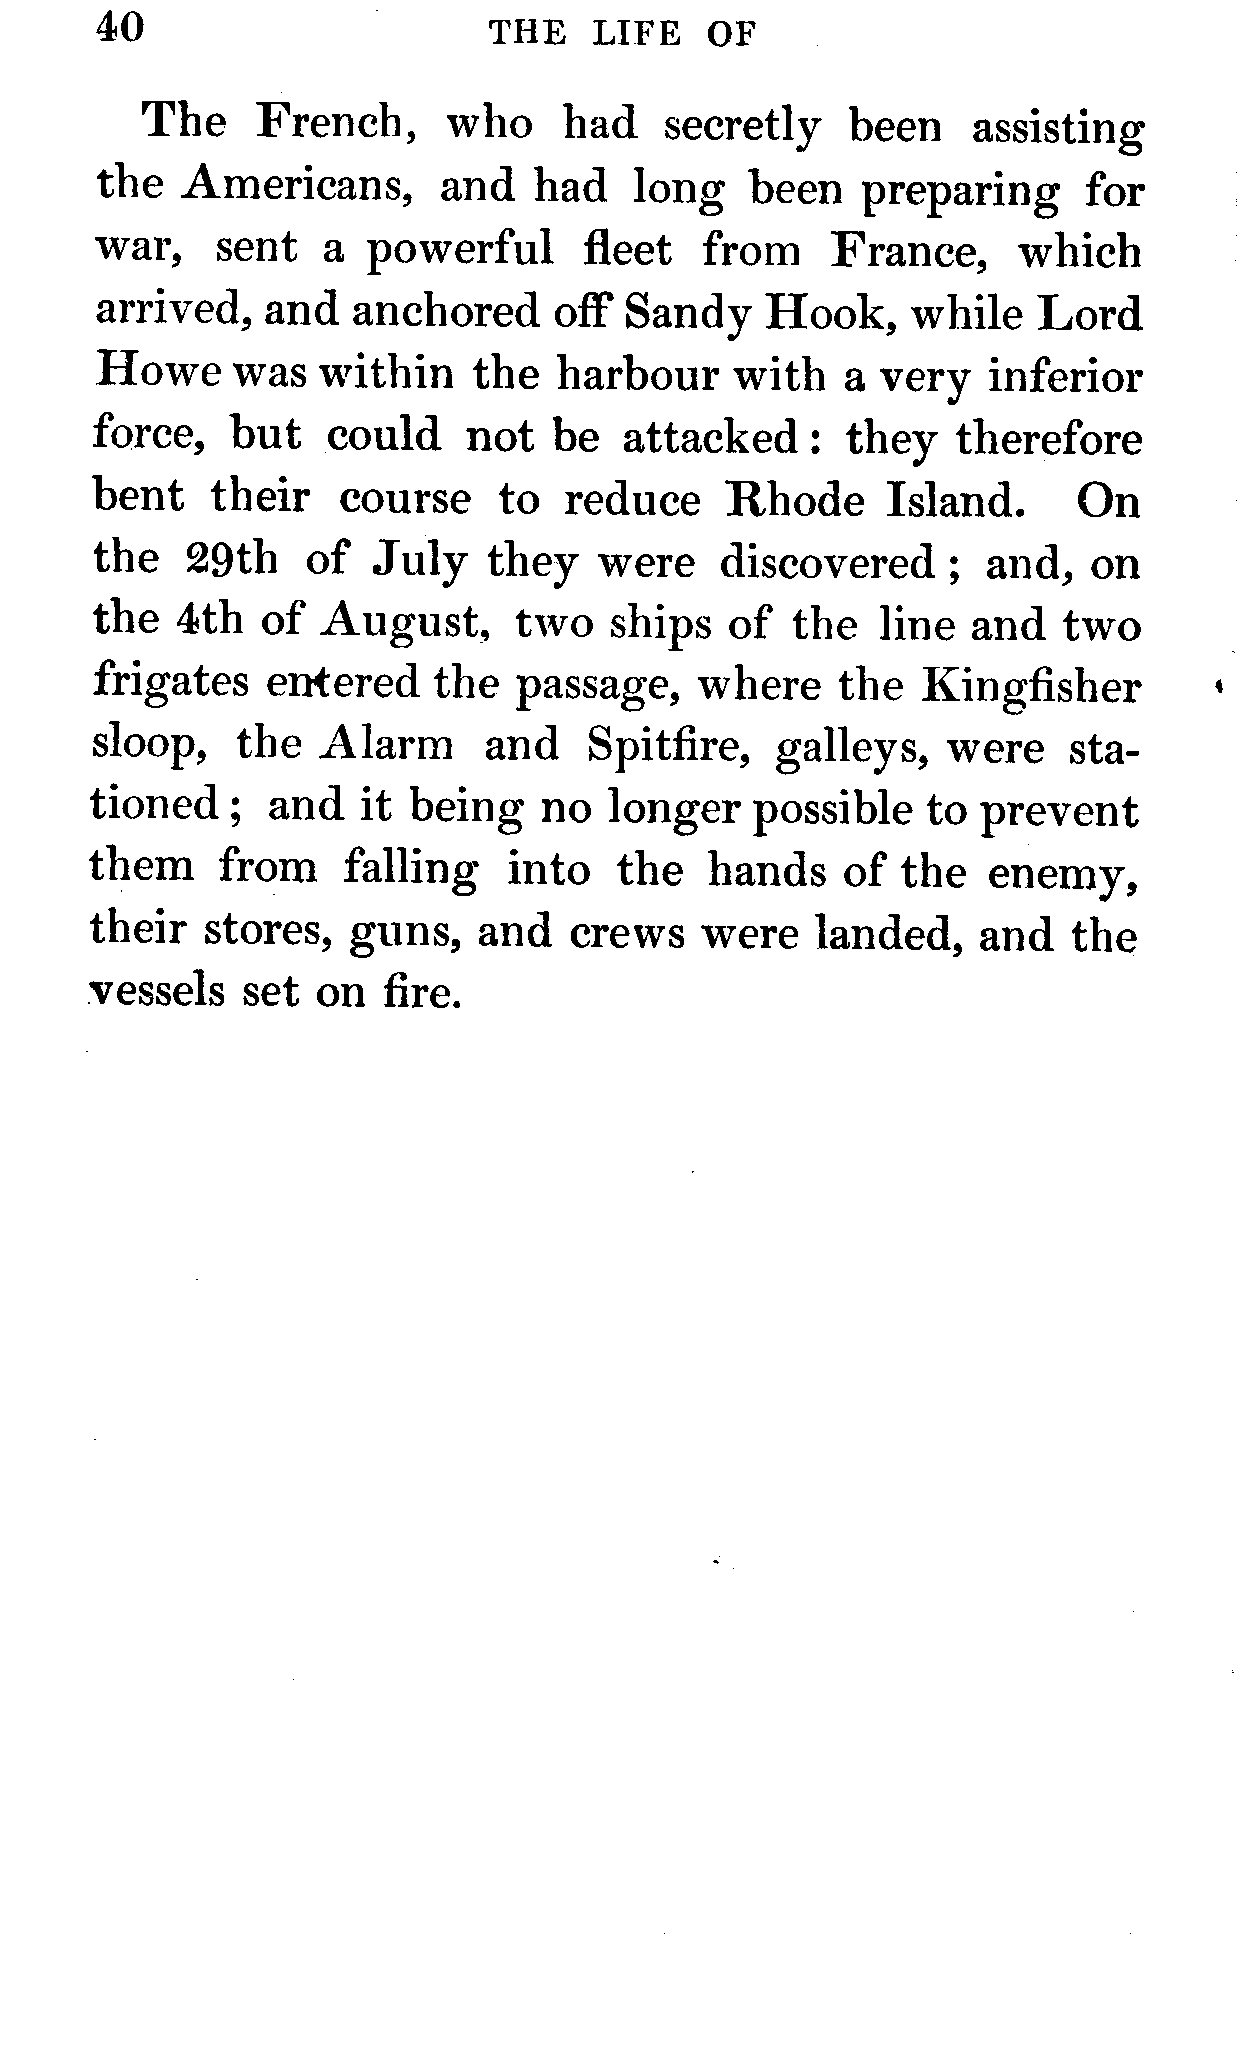 40 THE LIFE OF
The French, who had secretly been assisting
the Americans, and had long been preparing for
war, sent a powerful fleet from France, which
arrived, and anchored off Sandy Hook, while Lord
Howe was within the harbour with a very inferior
force, but could not be attacked : they therefore
bent their course to reduce Rhode Island. On
the 29th of July they were discovered ; and, on
the 4th of August, two ships of the line and two
frigates entered the passage, where the Kingfisher
sloop, the Alarm and Spitfire, galleys, were sta-
tioned ; and it being no longer possible to prevent
them from falling into the hands of the enemy,
their stores, guns, and crews were landed, and the
vessels set on fire.